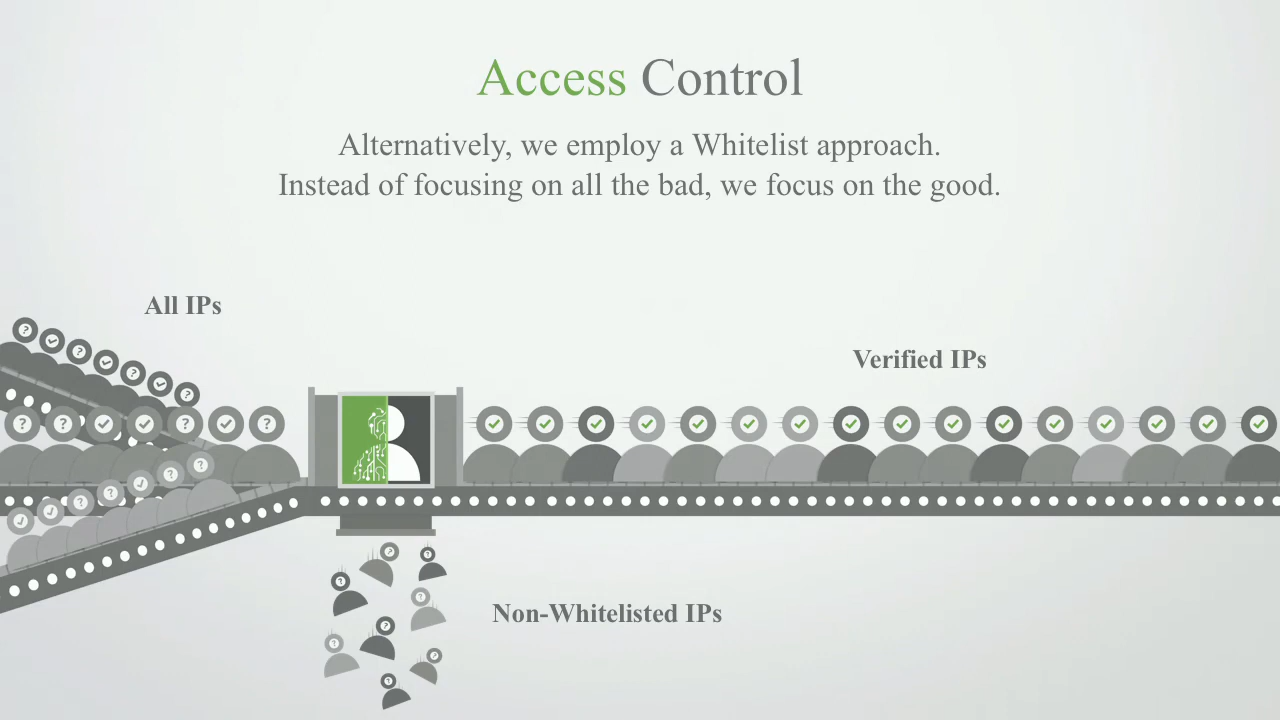 Access Control
Alternatively, we employ a Whitelist approach.
Instead of focusing on all the bad, we focus on the good.
All IPs
Verified IPs
Non-Whitelisted IPs